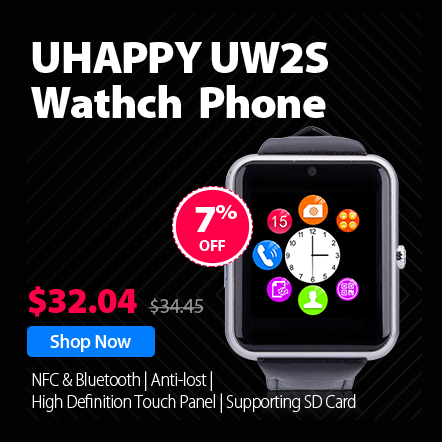 UHAPPY UW2S
Wathch Phone
7%
OFF
15
$32.04 $34.45
Shop Now
NFC & Bluetooth | Anti-lost |
High Definition Touch Panel | Supporting SD Card